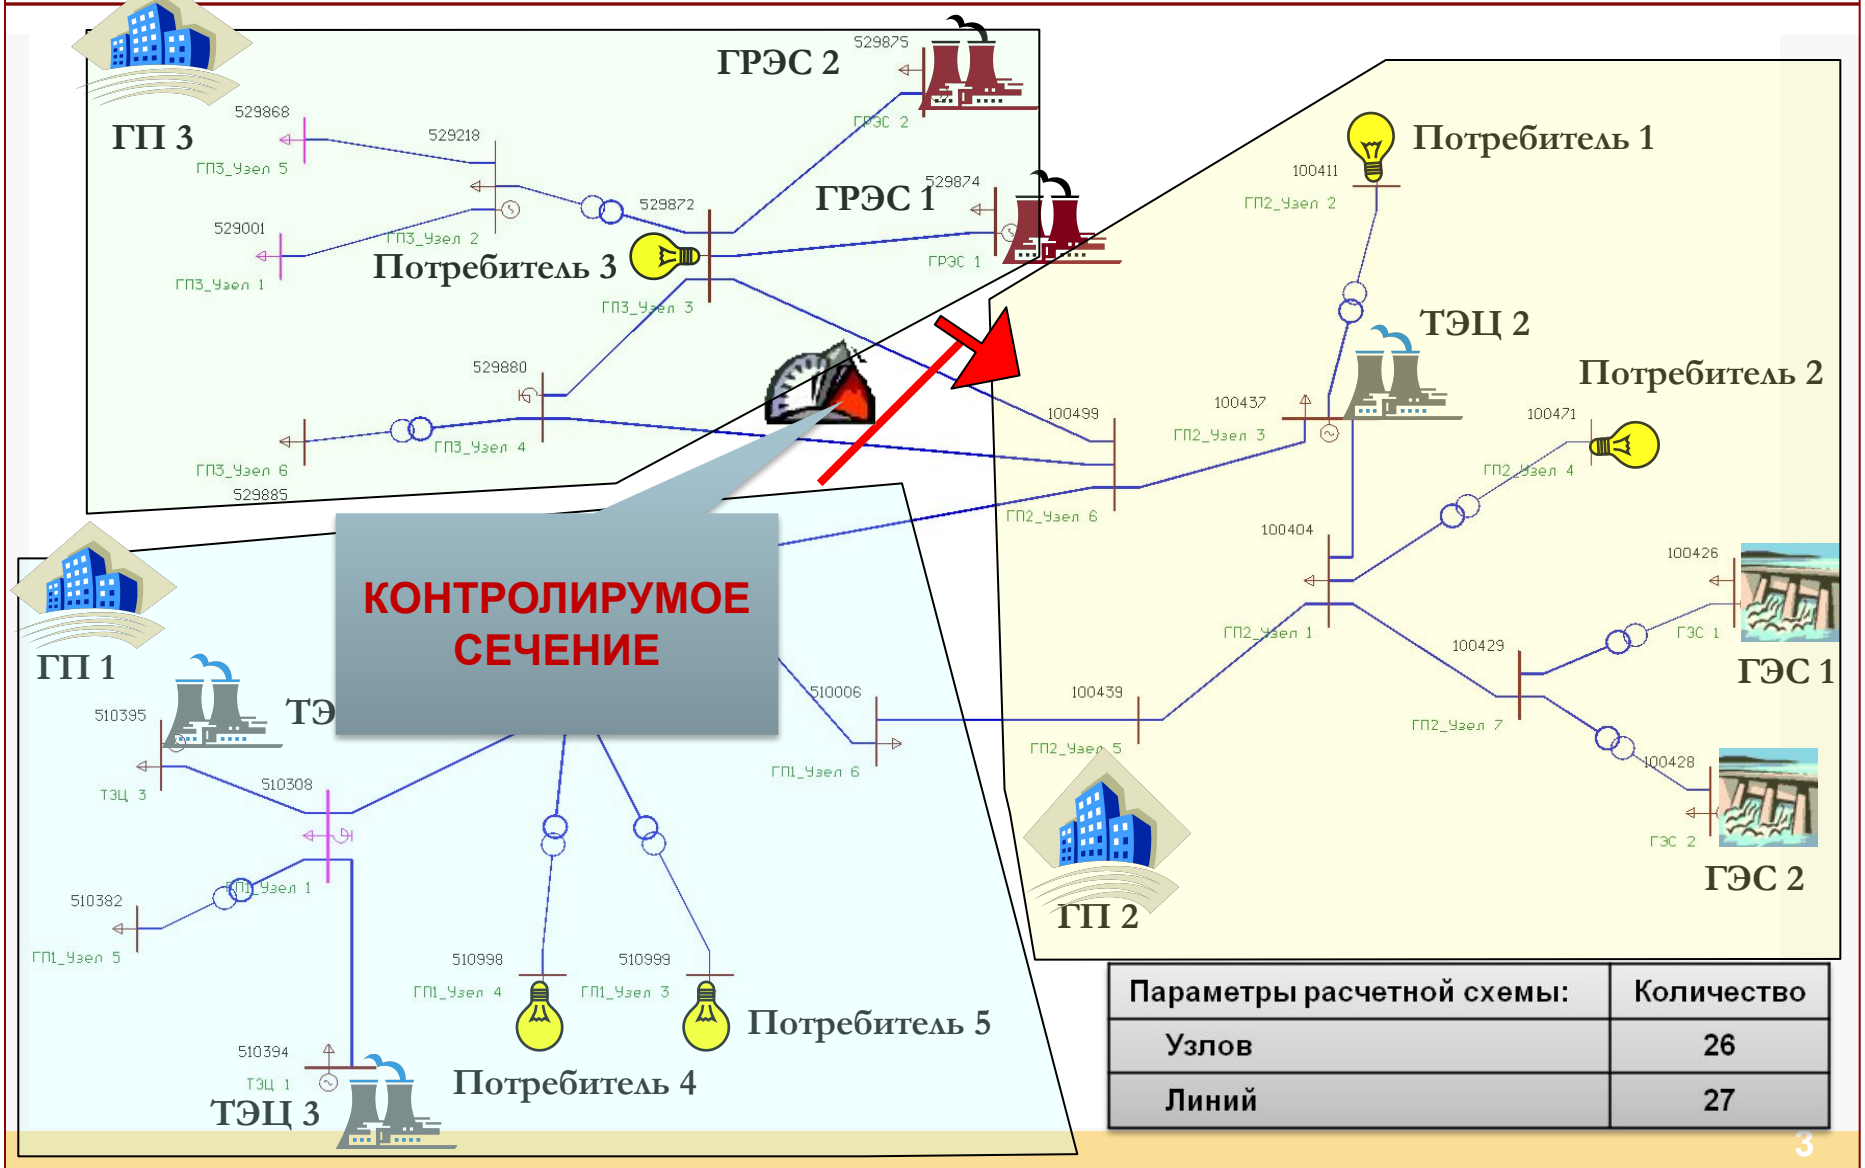 ГРЭС 2
529875
ГРЭС 2
ГП 3
529868
ГП3_Узел 5
529218
ГП3_Узел 2
529001
ГП3_Узел 1
529872
ГП3_Узел 3
Потребитель 3
ГРЭС 1
529874
ГРЭС 1
529880
ГП3_Узел 4
ГП3_Узел 6
529885
Потребитель 1
100411
ГП2_Узел 2
ТЭЦ 2
100437
ГП2_Узел 3
Потребитель 2
100471
ГП2_Узел 4
100499
ГП2_Узел 6
100404
ГП2_Узел 1
100426
ГЭС 1
ГЭС 1
100429
ГП2_Узел 7
100439
ГП2_Узел 5
100428
ГЭС 2
ГЭС 2
ГП 2
КОНТРОЛИРУМОЕ
СЕЧЕНИЕ
ГП 1
510395
ТЭ
ТЭЦ 3
510308
ГП1_Узел 1
510382
ГП1_Узел 5
510006
ГП1_Узел 6
510998
ГП1_Узел 4
510999
ГП1_Узел 3
Потребитель 5
Потребитель 4
510394
ТЭЦ 1
ТЭЦ 3
Параметры расчетной схемы: Количество
Узлов 26
Линий 27
3